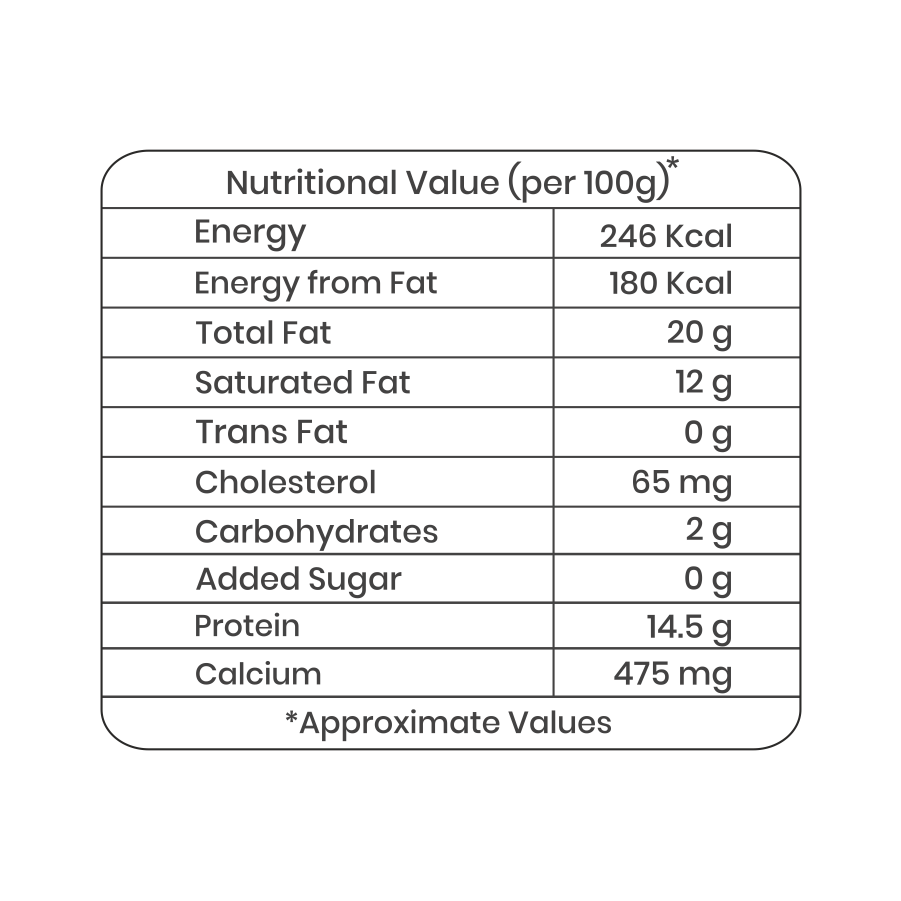 Nutritional Value (per 100g)*
Energy 246 Kcal
Energy from Fat 180 Kcal
Total Fat 20 g
Saturated Fat 12 g
Trans Fat 0 g
Cholesterol 65 mg
Carbohydrates 2 g
Added Sugar 0 g
Protein 14.5 g
Calcium 475 mg
*Approximate Values